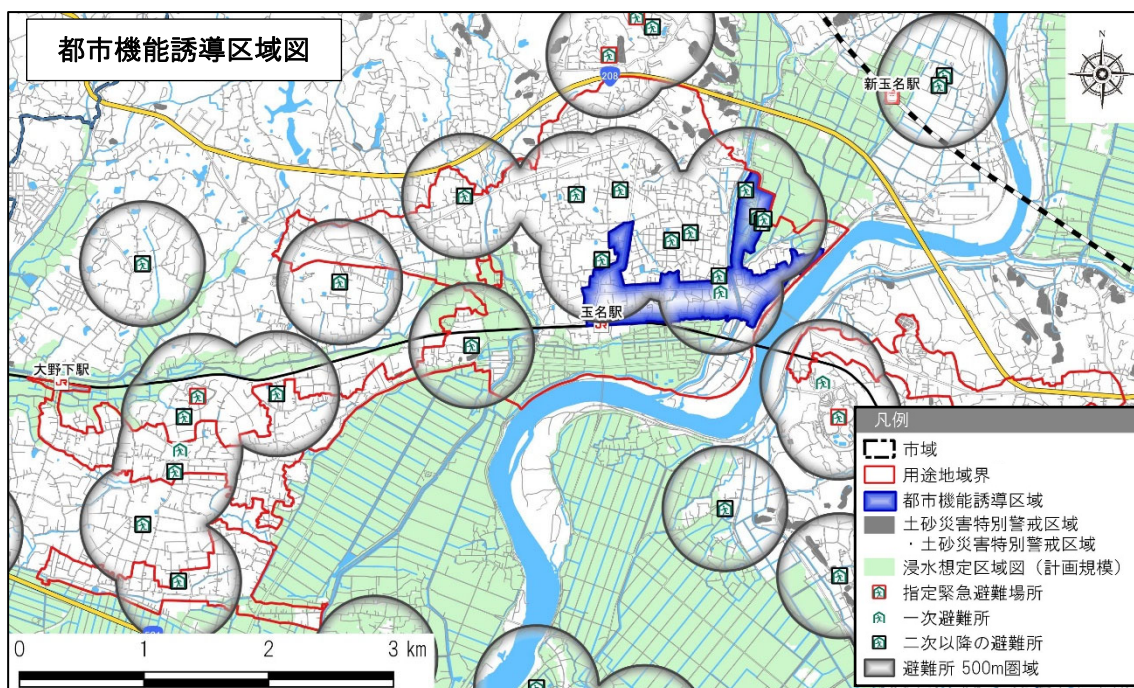 都市機能誘導区域図
N
208
新玉名駅
玉名駅
JR
大野下駅
JR
凡例
市域
用途地域界
都市機能誘導区域
土砂災害特別警戒区域
・土砂災害特別警戒区域
浸水想定区域図（計画規模）
指定緊急避難場所
一次避難所
二次以降の避難所
避難所 500m圏域
0 1 2 3 km